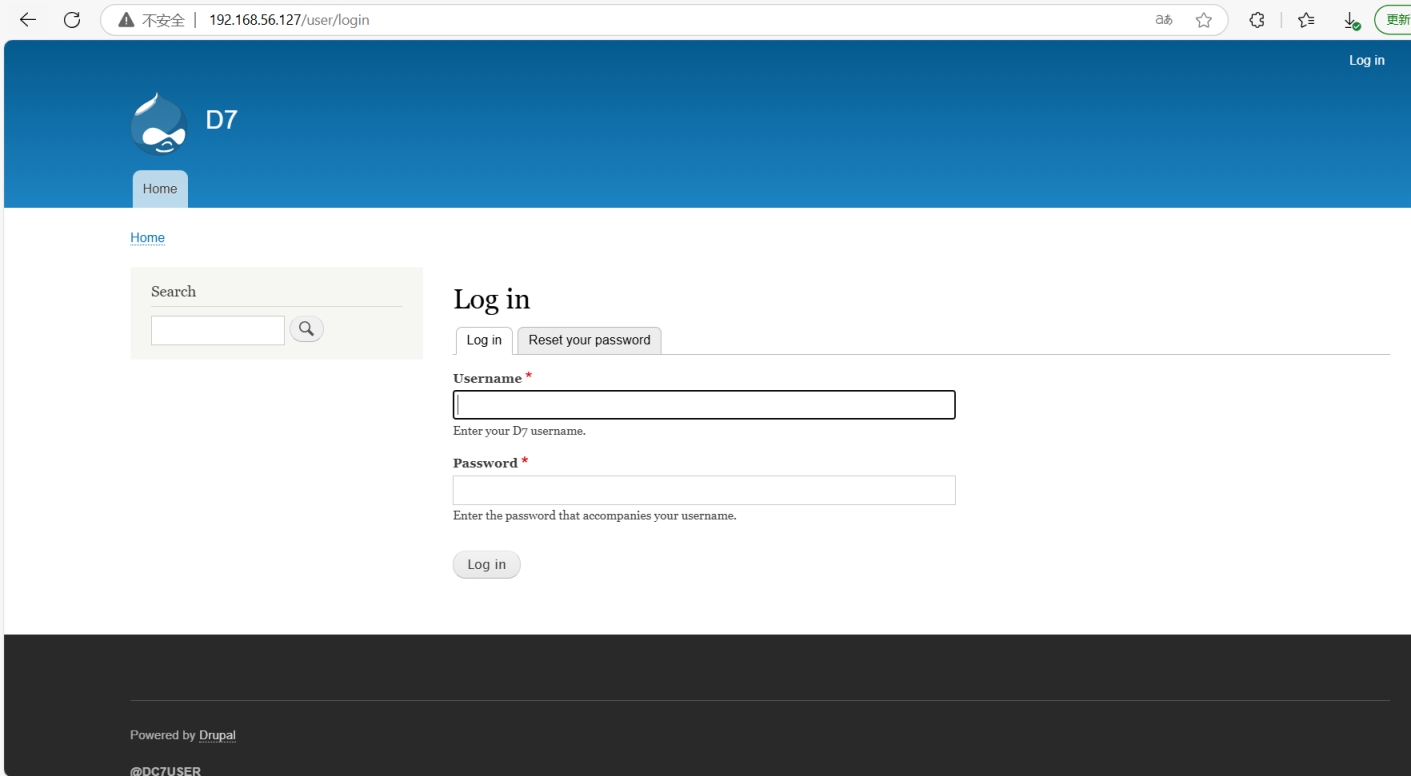 不安全 | 192.168.56.127/user/login
更新
Log in
D7
Home
Home
Search
Log in
Log in
Reset your password
Username *
Enter your D7 username.
Password *
Enter the password that accompanies your username.
Log in
Powered by Drupal
@DC7USER